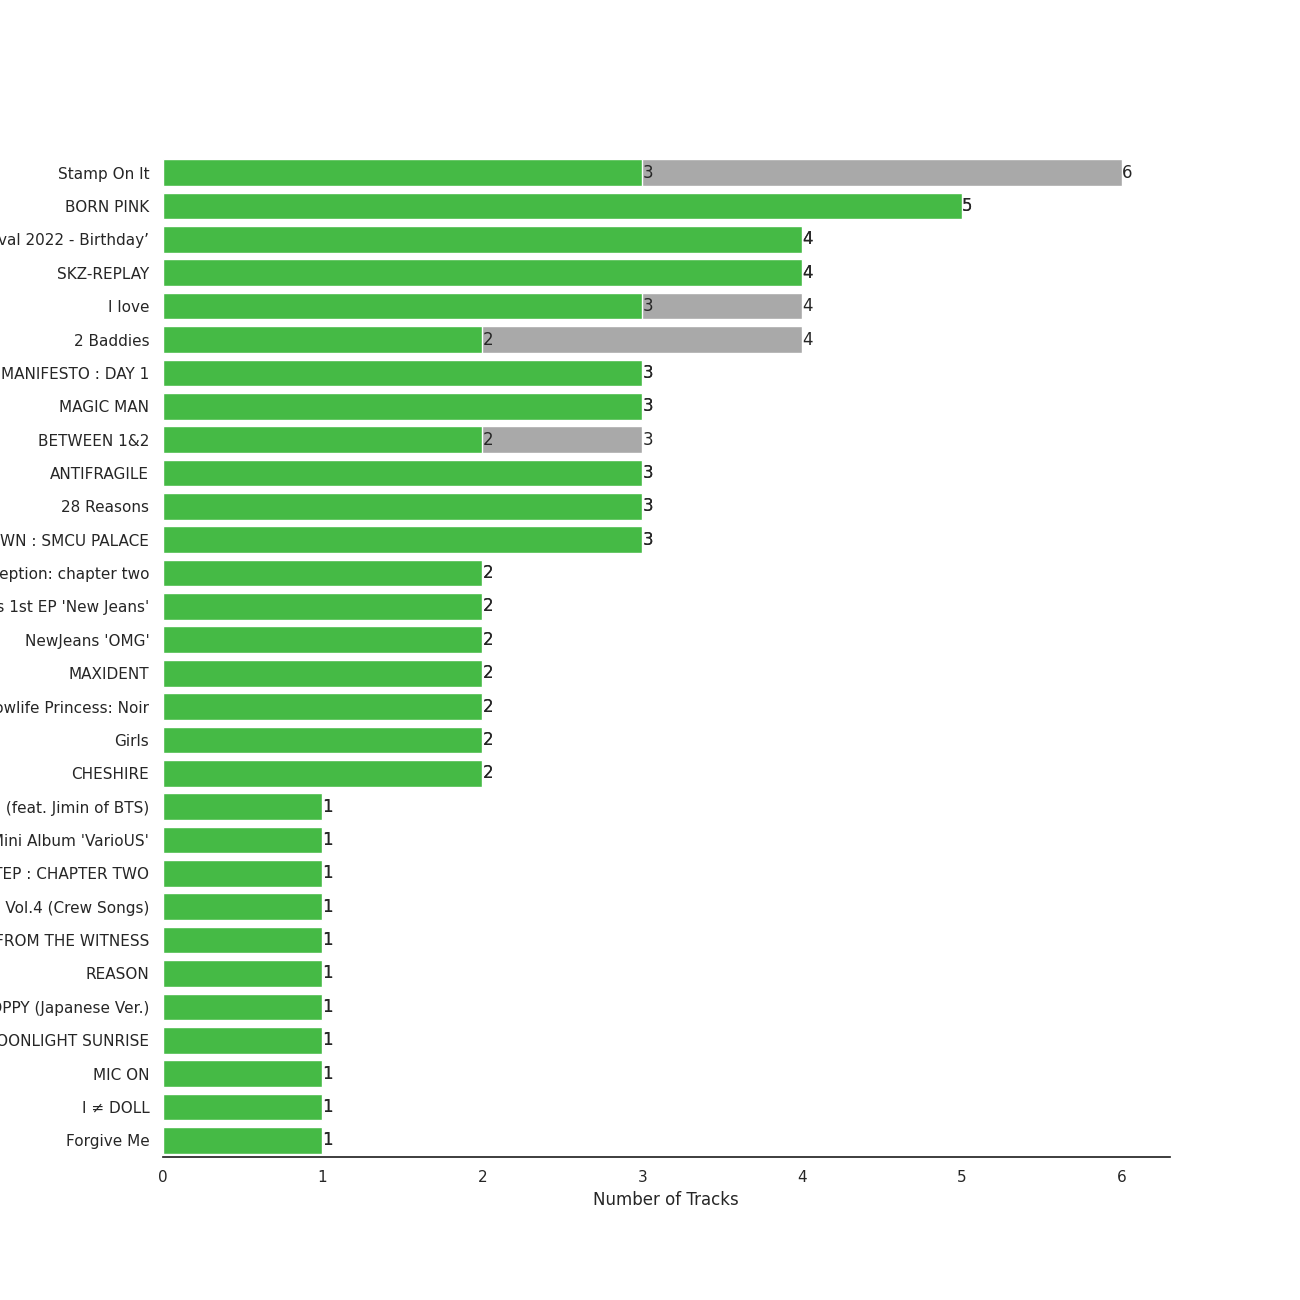 Stamp On It 3 6
BORN PINK 5
val 2022 - Birthday’ 4
SKZ-REPLAY 4
I love 3 4
2 Baddies 2 4
MANIFESTO : DAY 1 3
MAGIC MAN 3
BETWEEN 1&2 2 3
ANTIFRAGILE 3
28 Reasons 3
WN : SMCU PALACE 3
eption: chapter two 2
s 1st EP 'New Jeans' 2
NewJeans 'OMG' 2
MAXIDENT 2
owlife Princess: Noir 2
Girls 2
CHESHIRE 2
(feat. Jimin of BTS) 1
Mini Album 'VarioUS' 1
TEP : CHAPTER TWO 1
Vol.4 (Crew Songs) 1
FROM THE WITNESS 1
REASON 1
OPPY (Japanese Ver.) 1
OONLIGHT SUNRISE 1
MIC ON 1
I ≠ DOLL 1
Forgive Me 1
0 1 2 3 4 5 6
Number of Tracks